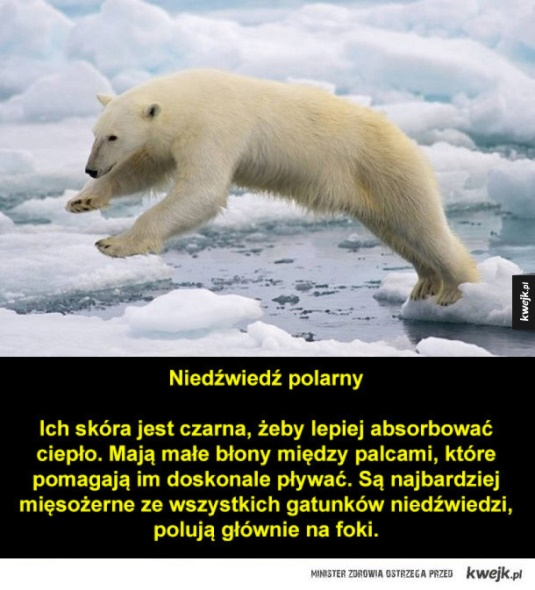 kwejk.pl
Niedźwiedź polarny
Ich skóra jest czarna, żeby lepiej absorbować
ciepło. Mają małe błony między palcami, które
pomagają im doskonale pływać. Są najbardziej
mięsożerne ze wszystkich gatunków niedźwiedzi,
polują głównie na foki.
MINISTER ZDROWIA OSTRZEGA PRZED kwejk.pl